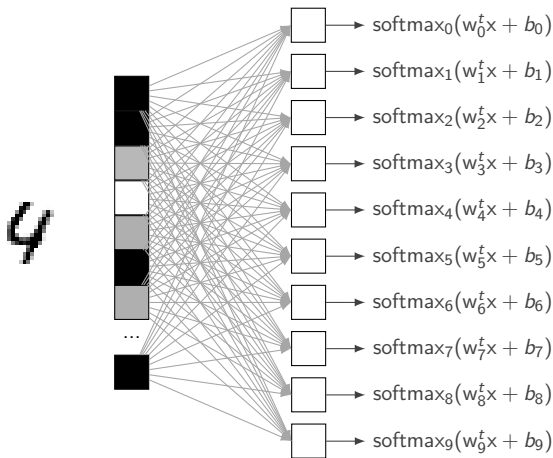 softmax₀(w₀ᵗx + b₀)
softmax₁(w₁ᵗx + b₁)
softmax₂(w₂ᵗx + b₂)
softmax₃(w₃ᵗx + b₃)
4
softmax₄(w₄ᵗx + b₄)
softmax₅(w₅ᵗx + b₅)
softmax₆(w₆ᵗx + b₆)
...
softmax₇(w₇ᵗx + b₇)
softmax₈(w₈ᵗx + b₈)
softmax₉(w₉ᵗx + b₉)